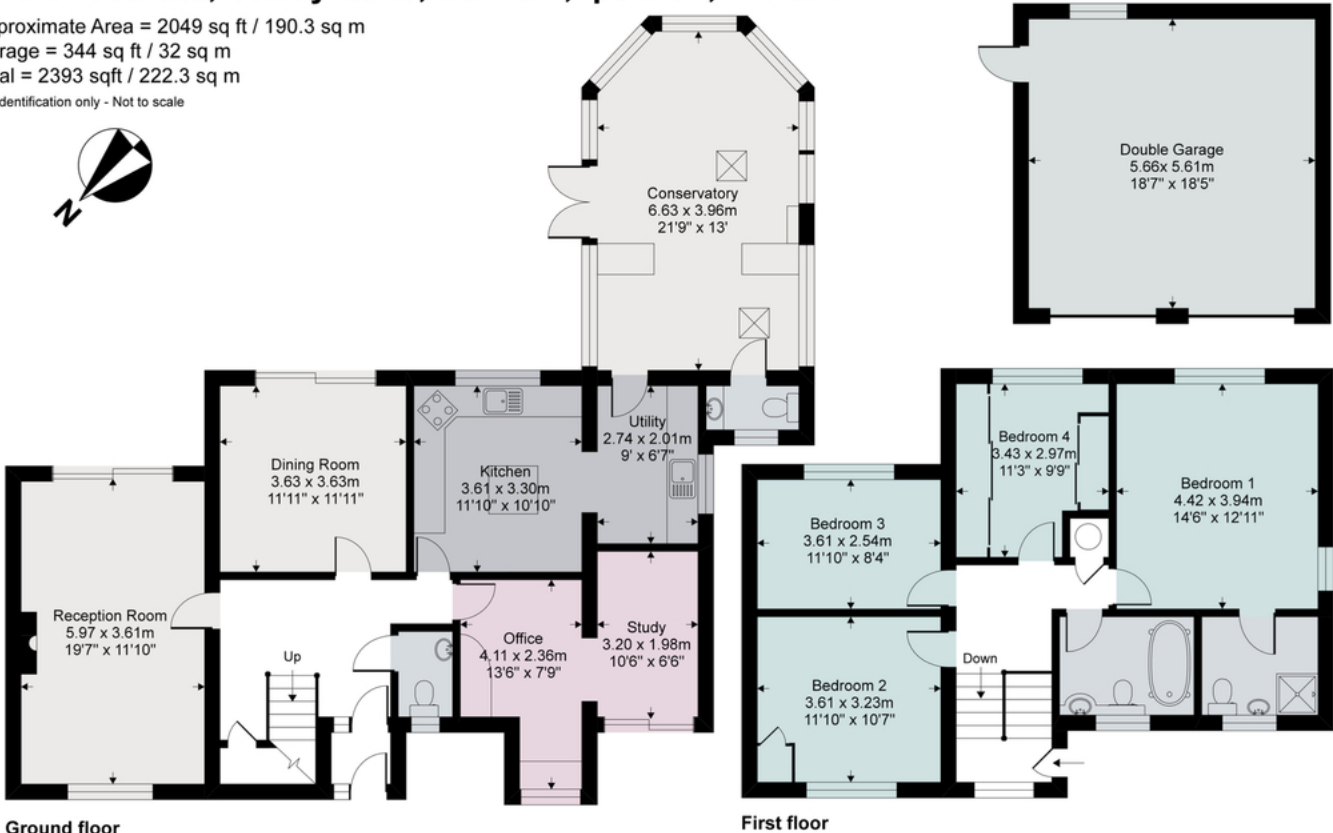 proximate Area = 2049 sq ft / 190.3 sq m
rage = 344 sq ft / 32 sq m
al = 2393 sqft / 222.3 sq m
dentification only - Not to scale
N
Conservatory
6.63 x 3.96m
21'9" x 13'
Double Garage
5.66x 5.61m
18'7" x 18'5"
Dining Room
3.63 x 3.63m
11'11" x 11'11"
Kitchen
3.61 x 3.30m
11'10" x 10'10"
Utility
2.74 x 2.01m
9' x 6'7"
Reception Room
5.97 x 3.61m
19'7" x 11'10"
Up
Office
4.11 x 2.36m
13'6" x 7'9"
Study
3.20 x 1.98m
10'6" x 6'6"
Ground floor
Bedroom 4
3.43 x 2.97m
11'3" x 9'9"
Bedroom 1
4.42 x 3.94m
14'6" x 12'11"
Bedroom 3
3.61 x 2.54m
11'10" x 8'4"
Bedroom 2
3.61 x 3.23m
11'10" x 10'7"
Down
First floor